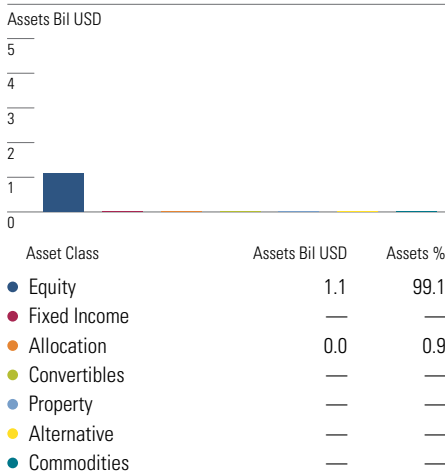 Assets Bil USD
5
4
3
2
1
0
Asset Class Assets Bil USD Assets %
Equity 1.1 99.1
Fixed Income — —
Allocation 0.0 0.9
Convertibles — —
Property — —
Alternative — —
Commodities — —